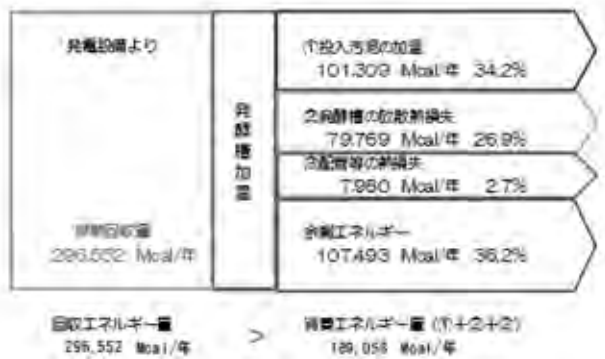 発電設備より
排熱回収量
296,552 Mcal/年
発酵槽加温
①投入汚泥の加温
101,309 Mcal/年 34.2%
②発酵槽の放散熱損失
79,769 Mcal/年 26.9%
③配管等の熱損失
7,980 Mcal/年 2.7%
余剰エネルギー
107,493 Mcal/年 36.2%
回収エネルギー量 > 消費エネルギー量 (①+②+②)
296,552 Mcal/年
189,058 Mcal/年